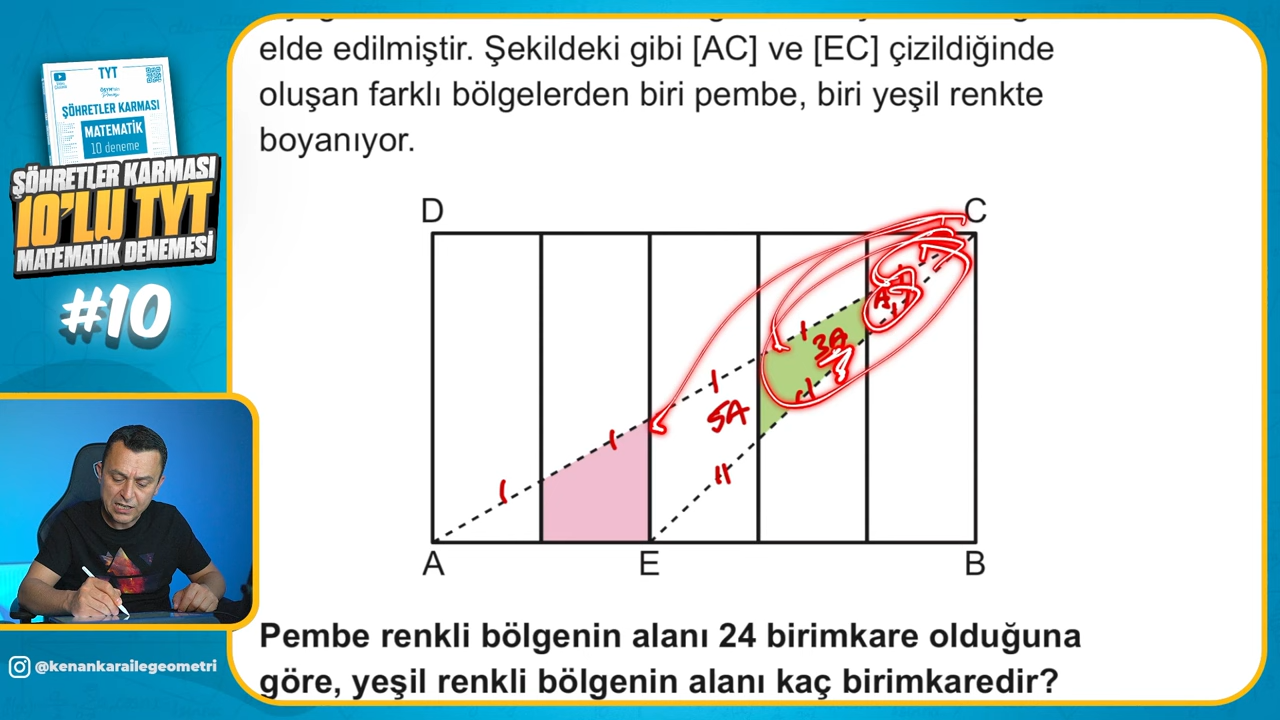 elde edilmiştir. Şekildeki gibi [AC] ve [EC] çizildiğinde
oluşan farklı bölgelerden biri pembe, biri yeşil renkte
boyanıyor.
TYT
ŞÖHRETLER KARMASI
MATEMATİK
10 deneme
ŞÖHRETLER KARMASI
10'LU TYT
MATEMATİK DENEMESİ
#10
D
C
A
3A
5A
A
E
B
@kenankarailegeometri
Pembe renkli bölgenin alanı 24 birimkare olduğuna
göre, yeşil renkli bölgenin alanı kaç birimkaredir?